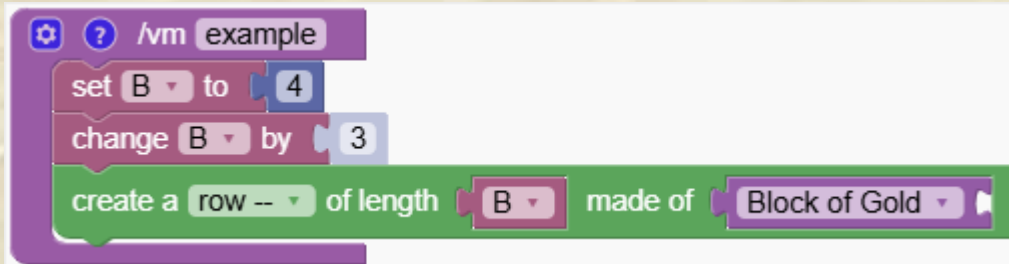 ? /vm example
set B to 4
change B by 3
create a row -- of length B made of Block of Gold